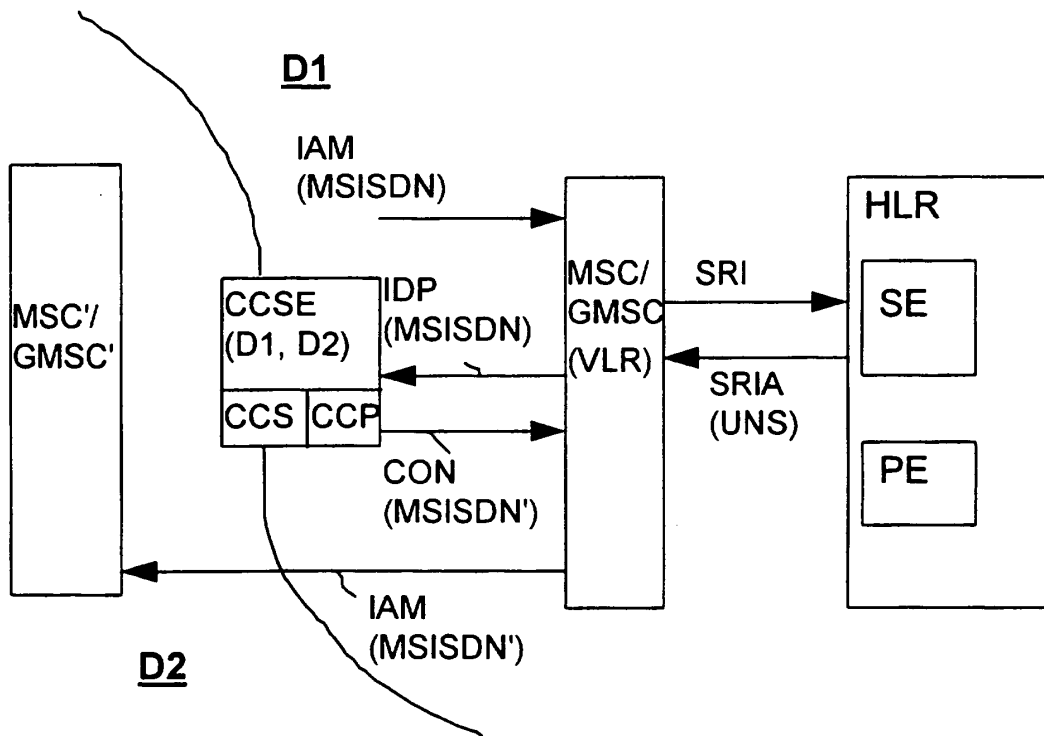 D1
IAM
(MSISDN)
HLR
MSC'/
GMSC'
CCSE
(D1, D2)
CCS
CCP
IDP
(MSISDN)
MSC/
GMSC
(VLR)
SRI
SE
SRIA
(UNS)
PE
CON
(MSISDN')
IAM
(MSISDN')
D2